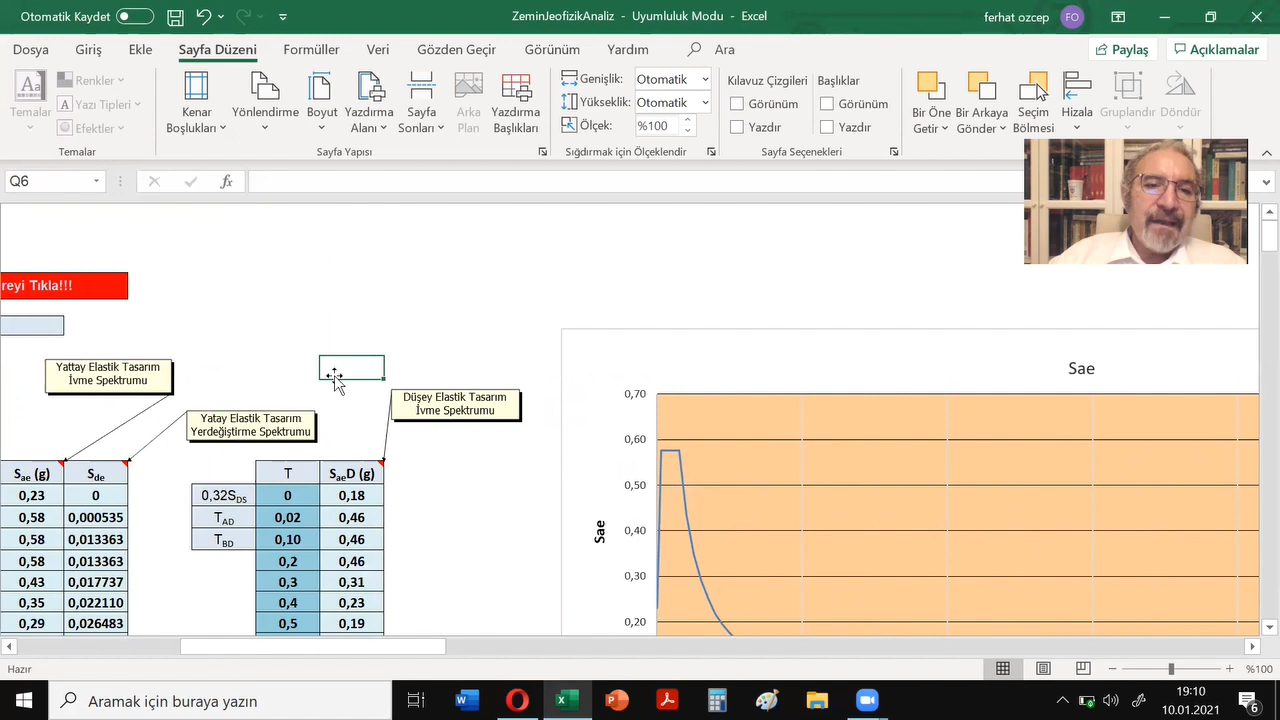 Otomatik Kaydet
ZeminJeofizikAnaliz - Uyumluluk Modu - Excel
ferhat ozcep
FO
Dosya
Giriş
Ekle
Sayfa Düzeni
Formüller
Veri
Gözden Geçir
Görünüm
Yardım
Ara
Paylaş
Açıklamalar
Aa
Temalar
Renkler
Yazı Tipleri
Efektler
Temalar
Kenar
Boşlukları
Yönlendirme
Boyut
Yazdırma
Alanı
Sayfa
Sonları
Arka
Plan
Yazdırma
Başlıkları
Sayfa Yapısı
Genişlik: Otomatik
Yükseklik: Otomatik
Ölçek: %100
Sığdırmak için Ölçeklendir
Kılavuz Çizgileri
Görünüm
Yazdır
Başlıklar
Görünüm
Yazdır
Sayfa Seçenekleri
Bir Öne
Getir
Bir Arkaya
Gönder
Seçim
Bölmesi
Hizala
Gruplandır
Döndür
Q6
fx
reyi Tıkla!!!
Yattay Elastik Tasarım
İvme Spektrumu
Yatay Elastik Tasarım
Yerdeğiştirme Spektrumu
Düşey Elastik Tasarım
İvme Spektrumu
Sae (g) Sde
0,23 0
0,58 0,000535
0,58 0,013363
0,58 0,013363
0,43 0,017737
0,35 0,022110
0,29 0,026483
T SaeD (g)
0,32SDS 0 0,18
TAD 0,02 0,46
TBD 0,10 0,46
0,2 0,46
0,3 0,31
0,4 0,23
0,5 0,19
Sae
0,70
0,60
0,50
0,40
0,30
0,20
Sae
Hazır
%100
Aramak için buraya yazın
19:10
10.01.2021
6